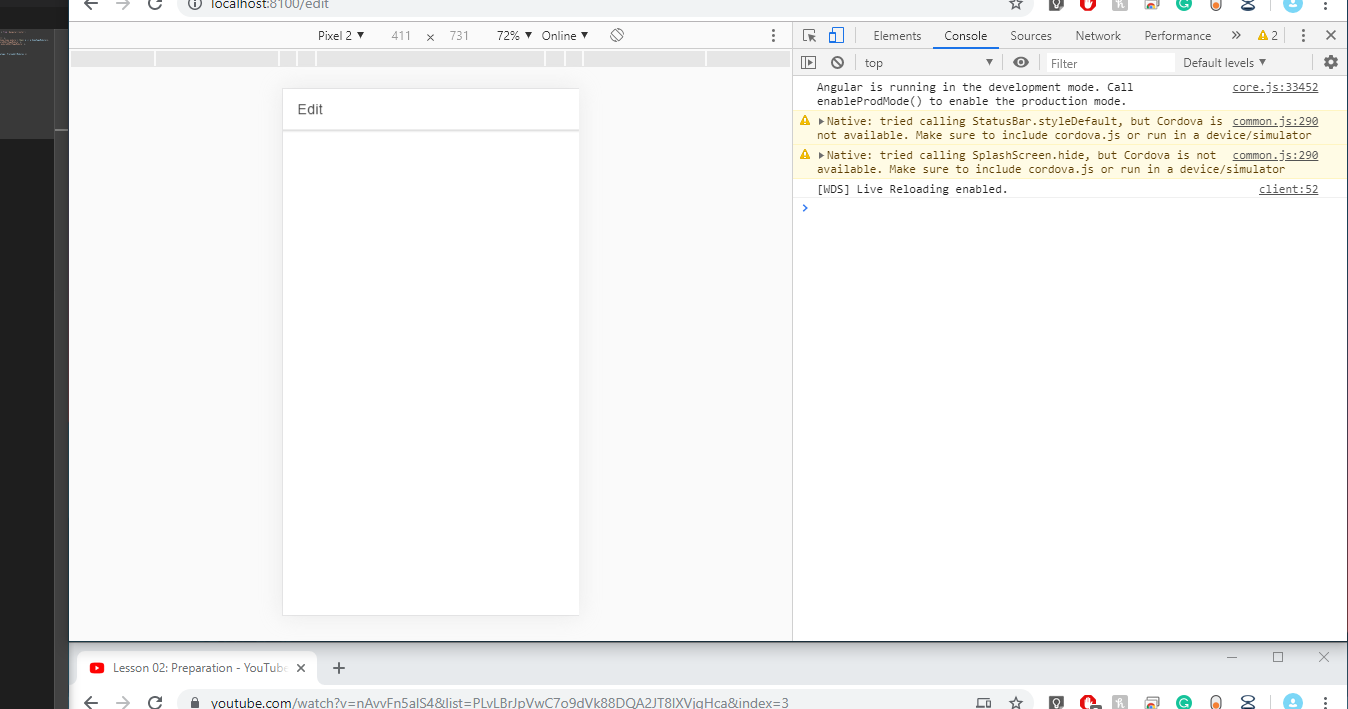 localhost:8100/edit
Pixel 2 ▼ 411 × 731 72% ▼ Online ▼
Elements Console Sources Network Performance » 2
top ▼ Filter Default levels ▼
Edit
Angular is running in the development mode. Call core.js:33452
enableProdMode() to enable the production mode.
Native: tried calling StatusBar.styleDefault, but Cordova is common.js:290
not available. Make sure to include cordova.js or run in a device/simulator
Native: tried calling SplashScreen.hide, but Cordova is not common.js:290
available. Make sure to include cordova.js or run in a device/simulator
[WDS] Live Reloading enabled. client:52
Lesson 02: Preparation - YouTube
youtube.com/watch?v=nAvvFn5aIS4&list=PLvLBrJpVwC7o9dVk88DQA2JT8IXVjgHca&index=3